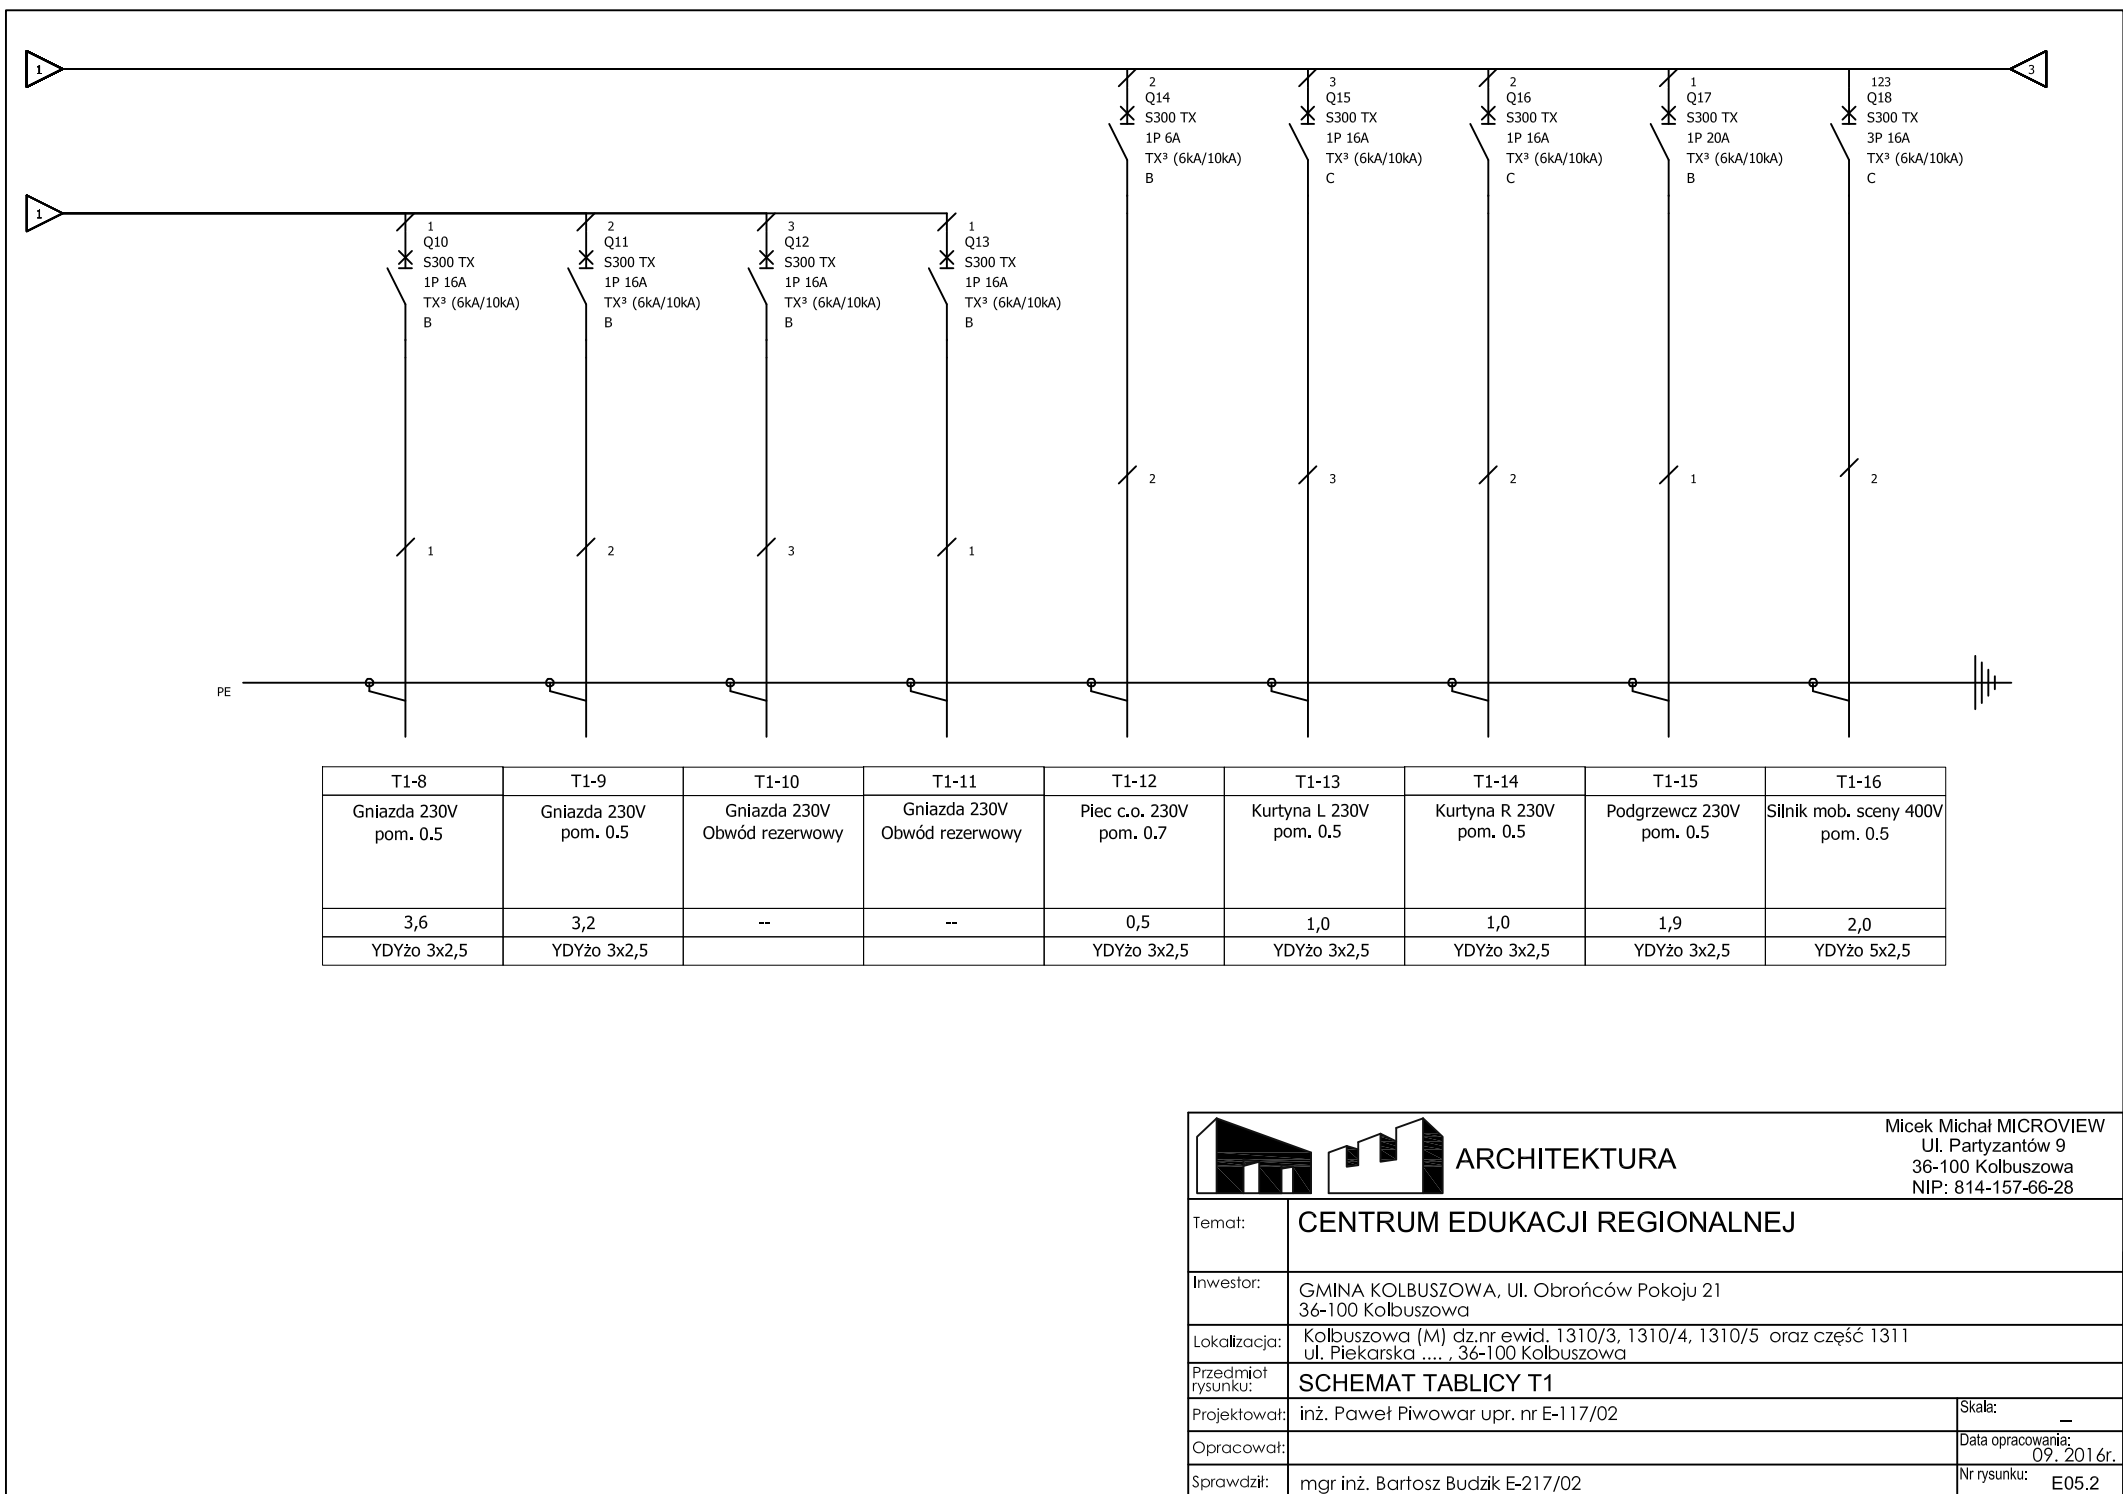 1
3
2
Q14
S300 TX
1P 6A
TX³ (6kA/10kA)
B
3
Q15
S300 TX
1P 16A
TX³ (6kA/10kA)
C
2
Q16
S300 TX
1P 16A
TX³ (6kA/10kA)
C
1
Q17
S300 TX
1P 20A
TX³ (6kA/10kA)
B
123
Q18
S300 TX
3P 16A
TX³ (6kA/10kA)
C
1
1
Q10
S300 TX
1P 16A
TX³ (6kA/10kA)
B
2
Q11
S300 TX
1P 16A
TX³ (6kA/10kA)
B
3
Q12
S300 TX
1P 16A
TX³ (6kA/10kA)
B
1
Q13
S300 TX
1P 16A
TX³ (6kA/10kA)
B
2
3
2
1
2
1
2
3
1
PE
T1-8 T1-9 T1-10 T1-11 T1-12 T1-13 T1-14 T1-15 T1-16
Gniazda 230V Gniazda 230V Gniazda 230V Gniazda 230V Piec c.o. 230V Kurtyna L 230V Kurtyna R 230V Podgrzewcz 230V Silnik mob. sceny 400V
pom. 0.5 pom. 0.5 Obwód rezerwowy Obwód rezerwowy pom. 0.7 pom. 0.5 pom. 0.5 pom. 0.5 pom. 0.5
3,6 3,2 -- -- 0,5 1,0 1,0 1,9 2,0
YDYżo 3x2,5 YDYżo 3x2,5 YDYżo 3x2,5 YDYżo 3x2,5 YDYżo 3x2,5 YDYżo 3x2,5 YDYżo 5x2,5
ARCHITEKTURA
Micek Michał MICROVIEW
Ul. Partyzantów 9
36-100 Kolbuszowa
NIP: 814-157-66-28
Temat: CENTRUM EDUKACJI REGIONALNEJ
Inwestor: GMINA KOLBUSZOWA, Ul. Obrońców Pokoju 21
36-100 Kolbuszowa
Lokalizacja: Kolbuszowa (M) dz.nr ewid. 1310/3, 1310/4, 1310/5 oraz część 1311
ul. Piekarska .... , 36-100 Kolbuszowa
Przedmiot
rysunku: SCHEMAT TABLICY T1
Projektował: inż. Paweł Piwowar upr. nr E-117/02
Skala: _
Opracował:
Data opracowania:
09. 2016r.
Sprawdził: mgr inż. Bartosz Budzik E-217/02
Nr rysunku: E05.2